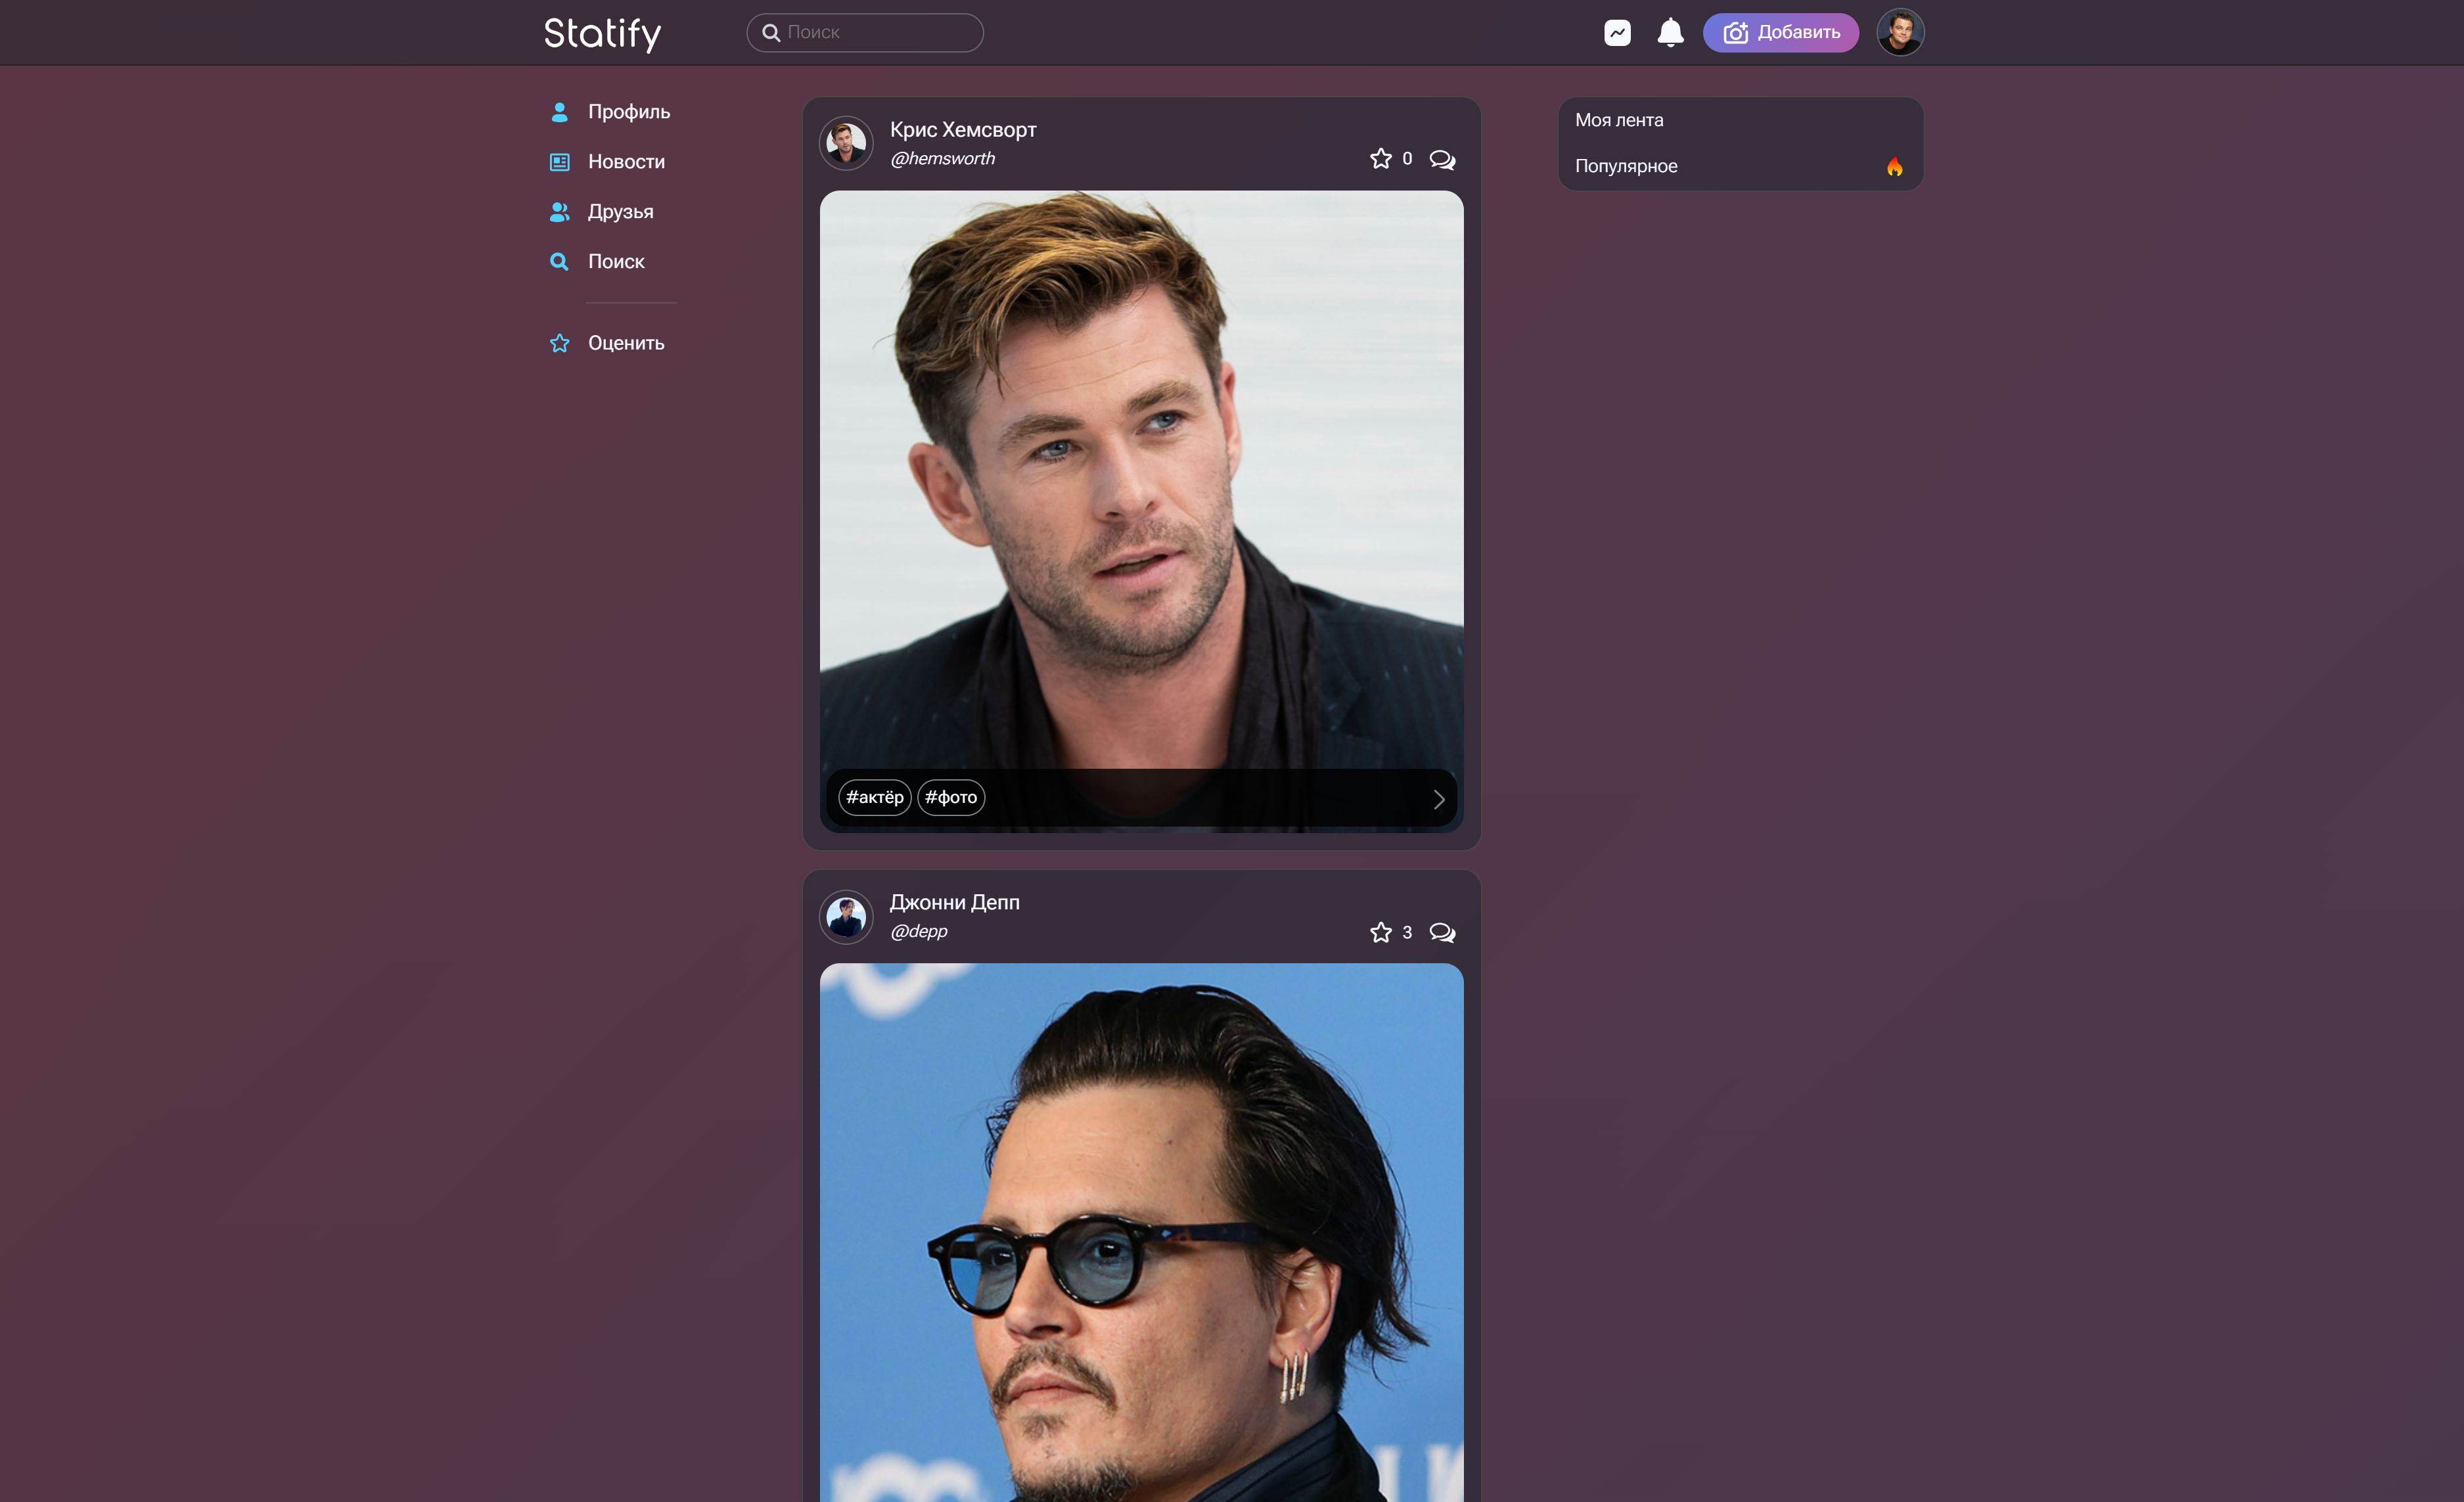 Statify
Поиск
Добавить
Профиль
Новости
Друзья
Поиск
Оценить
Крис Хемсворт
@hemsworth
0
#актёр #фото
Джонни Депп
@depp
3
Моя лента
Популярное